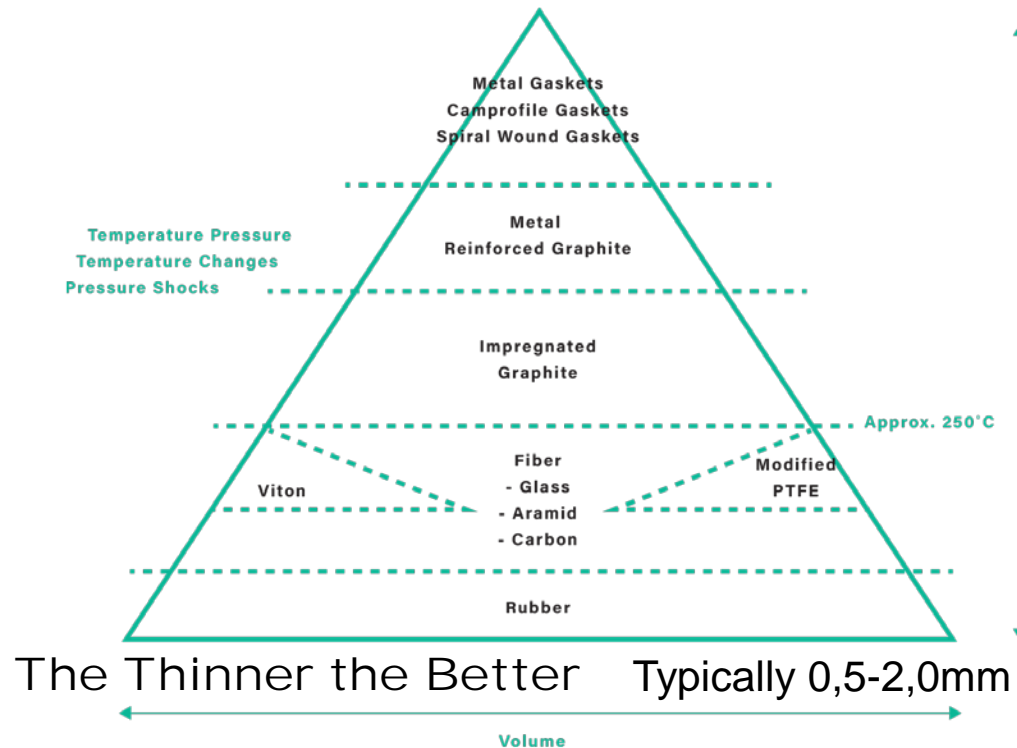 Metal Gaskets
Camprofile Gaskets
Spiral Wound Gaskets
Metal
Reinforced Graphite
Temperature Pressure
Temperature Changes
Pressure Shocks
Impregnated
Graphite
Approx. 250°C
Viton
Fiber
- Glass
- Aramid
- Carbon
Modified
PTFE
Rubber
The Thinner the Better
Typically 0,5-2,0mm
Volume